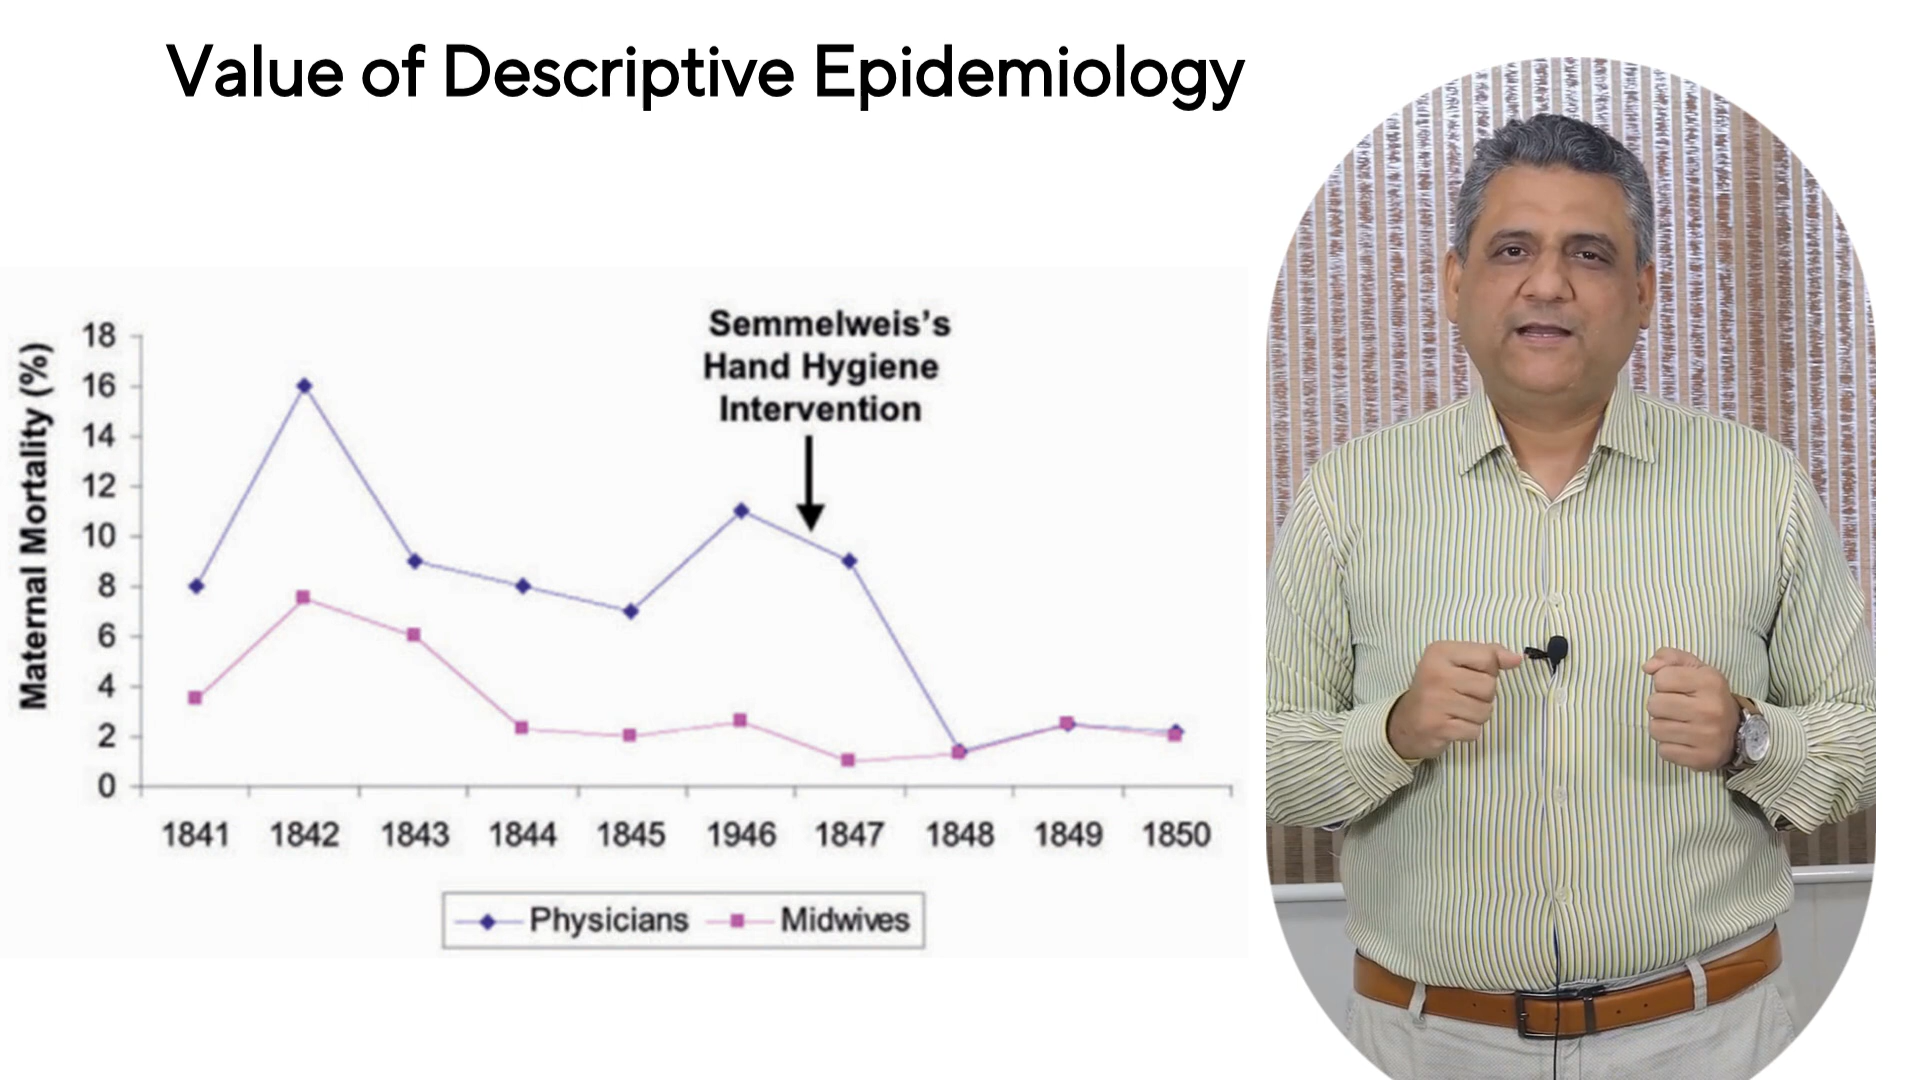 Value of Descriptive Epidemiology
Semmelweis's
Hand Hygiene
Intervention
Maternal Mortality (%)
18
16
14
12
10
8
6
4
2
0
1841 1842 1843 1844 1845 1946 1847 1848 1849 1850
Physicians Midwives